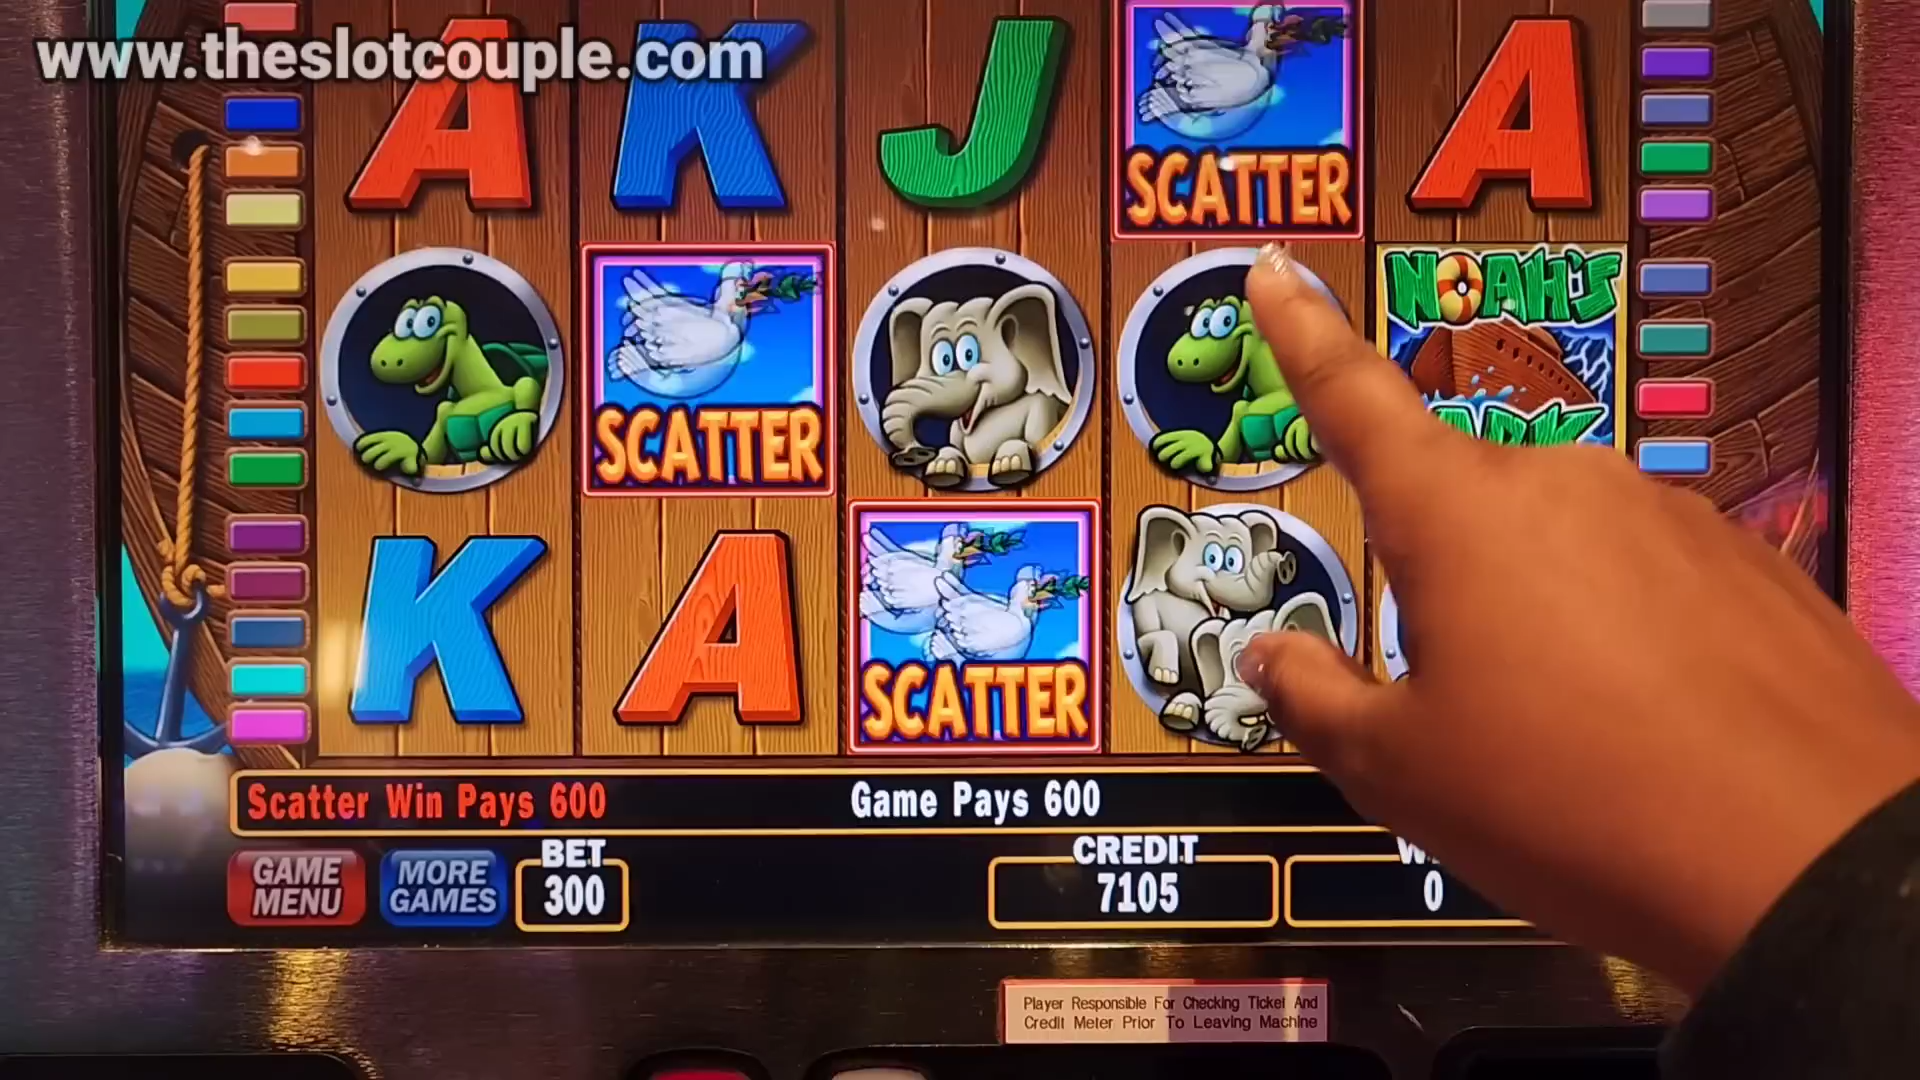 www.theslotcouple.com
A K J A
SCATTER
NOAH'S
ARK
SCATTER
K A
SCATTER
Scatter Win Pays 600 Game Pays 600
GAME MENU
MORE GAMES
BET
300
CREDIT
7105
0
Player Responsible For Checking Ticket And
Credit Meter Prior To Leaving Machine